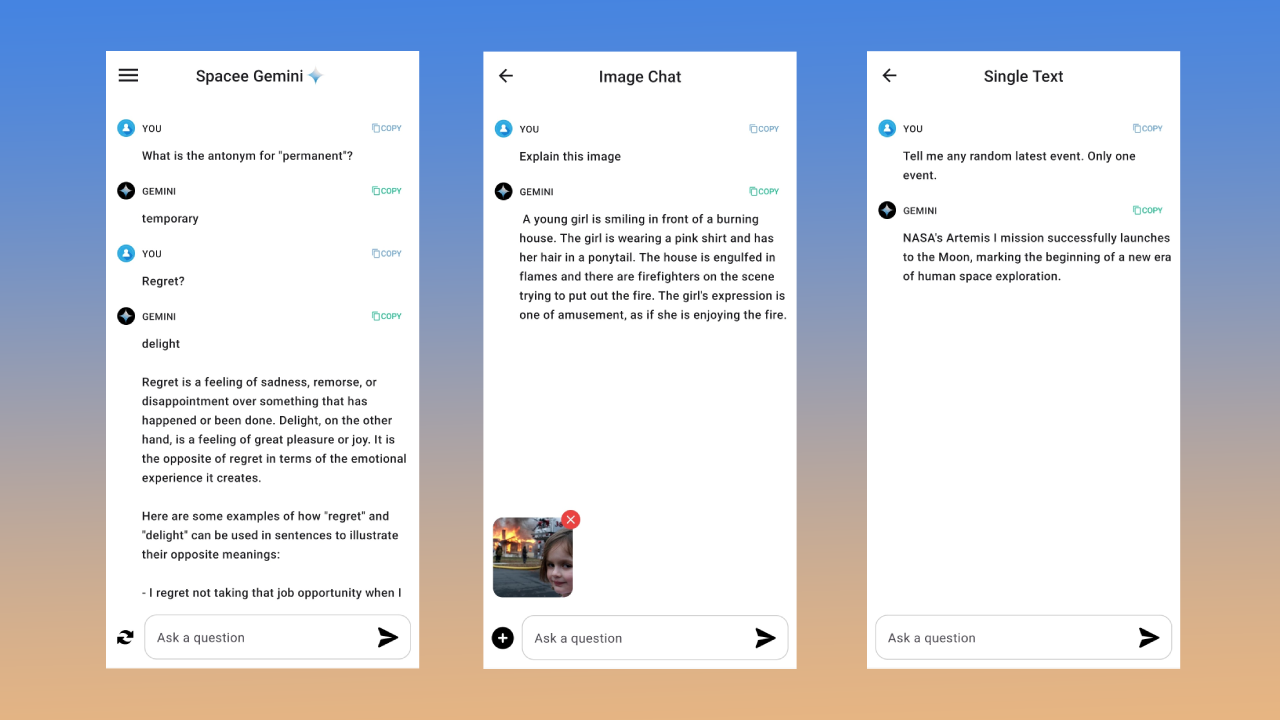 Spacee Gemini
YOU
COPY
What is the antonym for "permanent"?
GEMINI
COPY
temporary
YOU
COPY
Regret?
GEMINI
COPY
delight
Regret is a feeling of sadness, remorse, or
disappointment over something that has
happened or been done. Delight, on the other
hand, is a feeling of great pleasure or joy. It is
the opposite of regret in terms of the emotional
experience it creates.
Here are some examples of how "regret" and
"delight" can be used in sentences to illustrate
their opposite meanings:
- I regret not taking that job opportunity when I
Ask a question
Image Chat
YOU
COPY
Explain this image
GEMINI
COPY
A young girl is smiling in front of a burning
house. The girl is wearing a pink shirt and has
her hair in a ponytail. The house is engulfed in
flames and there are firefighters on the scene
trying to put out the fire. The girl's expression is
one of amusement, as if she is enjoying the fire.
Ask a question
Single Text
YOU
COPY
Tell me any random latest event. Only one
event.
GEMINI
COPY
NASA's Artemis I mission successfully launches
to the Moon, marking the beginning of a new era
of human space exploration.
Ask a question